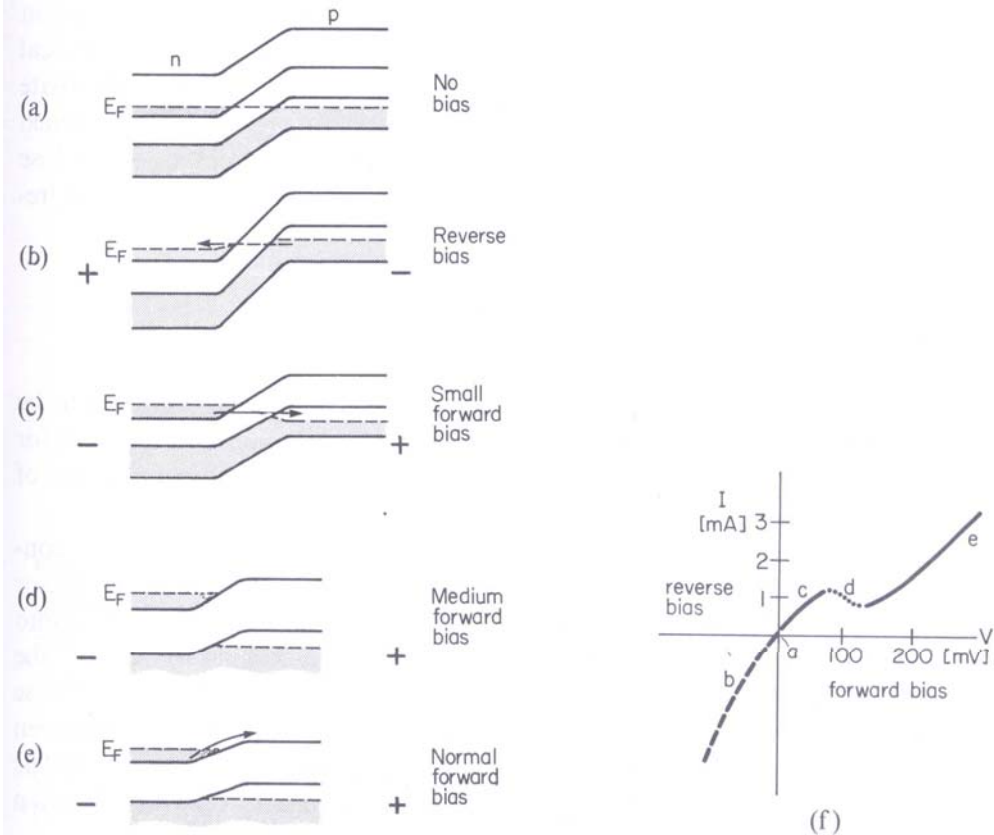 p
n
(a)
E_F
No
bias
(b)
E_F
Reverse
bias
+
−
(c)
E_F
Small
forward
bias
−
+
(d)
E_F
Medium
forward
bias
−
+
(e)
E_F
Normal
forward
bias
−
+
I
[mA]
3
2
1
reverse
bias
c
d
e
b
a
V
100
200
[mV]
forward bias
(f)